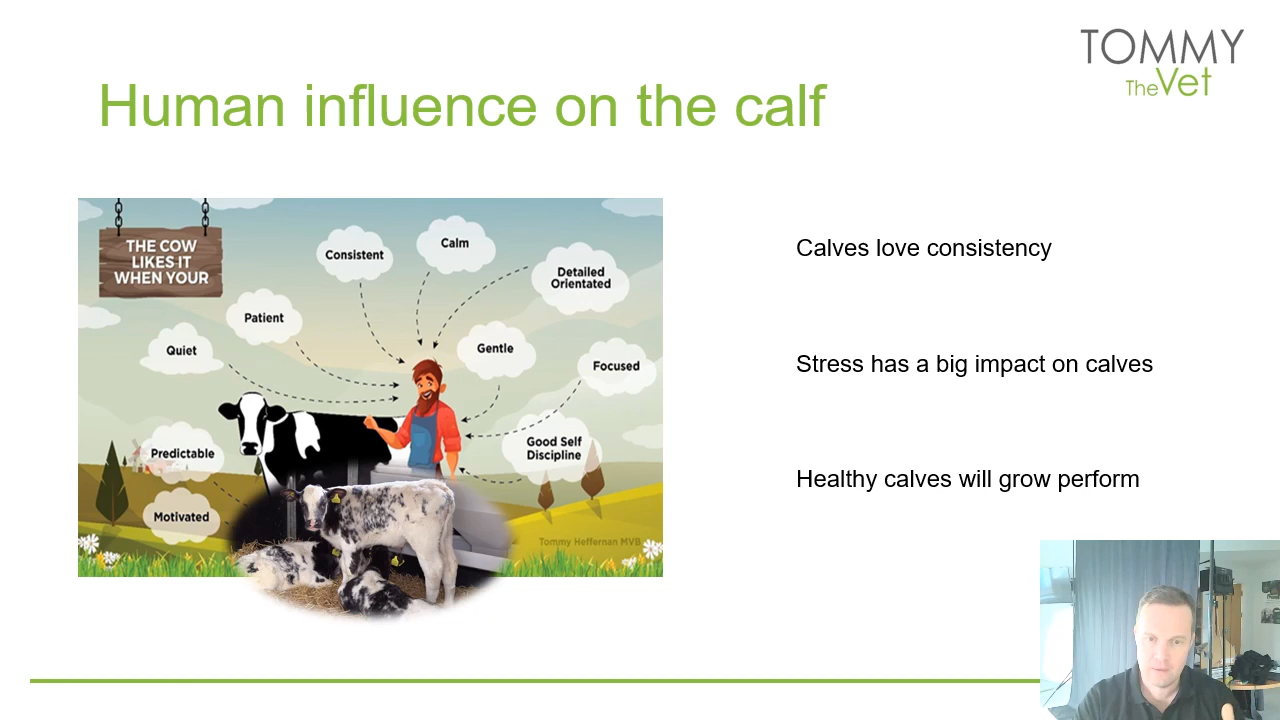 TOMMY
TheVet
Human influence on the calf
THE COW
LIKES IT
WHEN YOUR
Consistent
Calm
Detailed
Orientated
Patient
Quiet
Gentle
Focused
Predictable
Good Self
Discipline
Motivated
Tommy Heffernan MVB
Calves love consistency
Stress has a big impact on calves
Healthy calves will grow perform